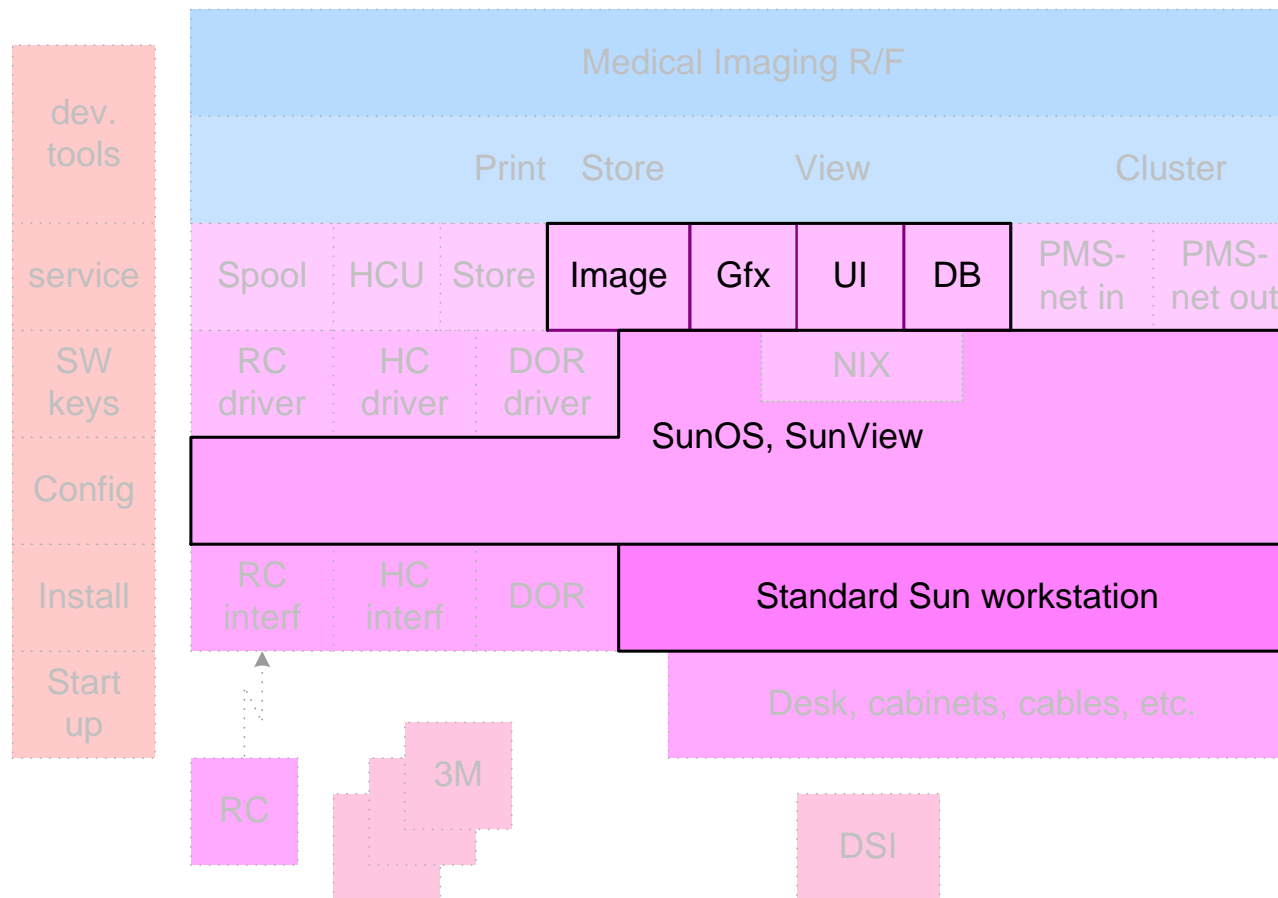 Medical Imaging R/F
dev.
tools
Print Store View Cluster
service
Spool
HCU
Store
Image
Gfx
UI
DB
PMS-
net in
PMS-
net out
SW
keys
RC
driver
HC
driver
DOR
driver
NIX
SunOS, SunView
Config
Install
RC
interf
HC
interf
DOR
Standard Sun workstation
Start
up
Desk, cabinets, cables, etc.
RC
3M
DSI